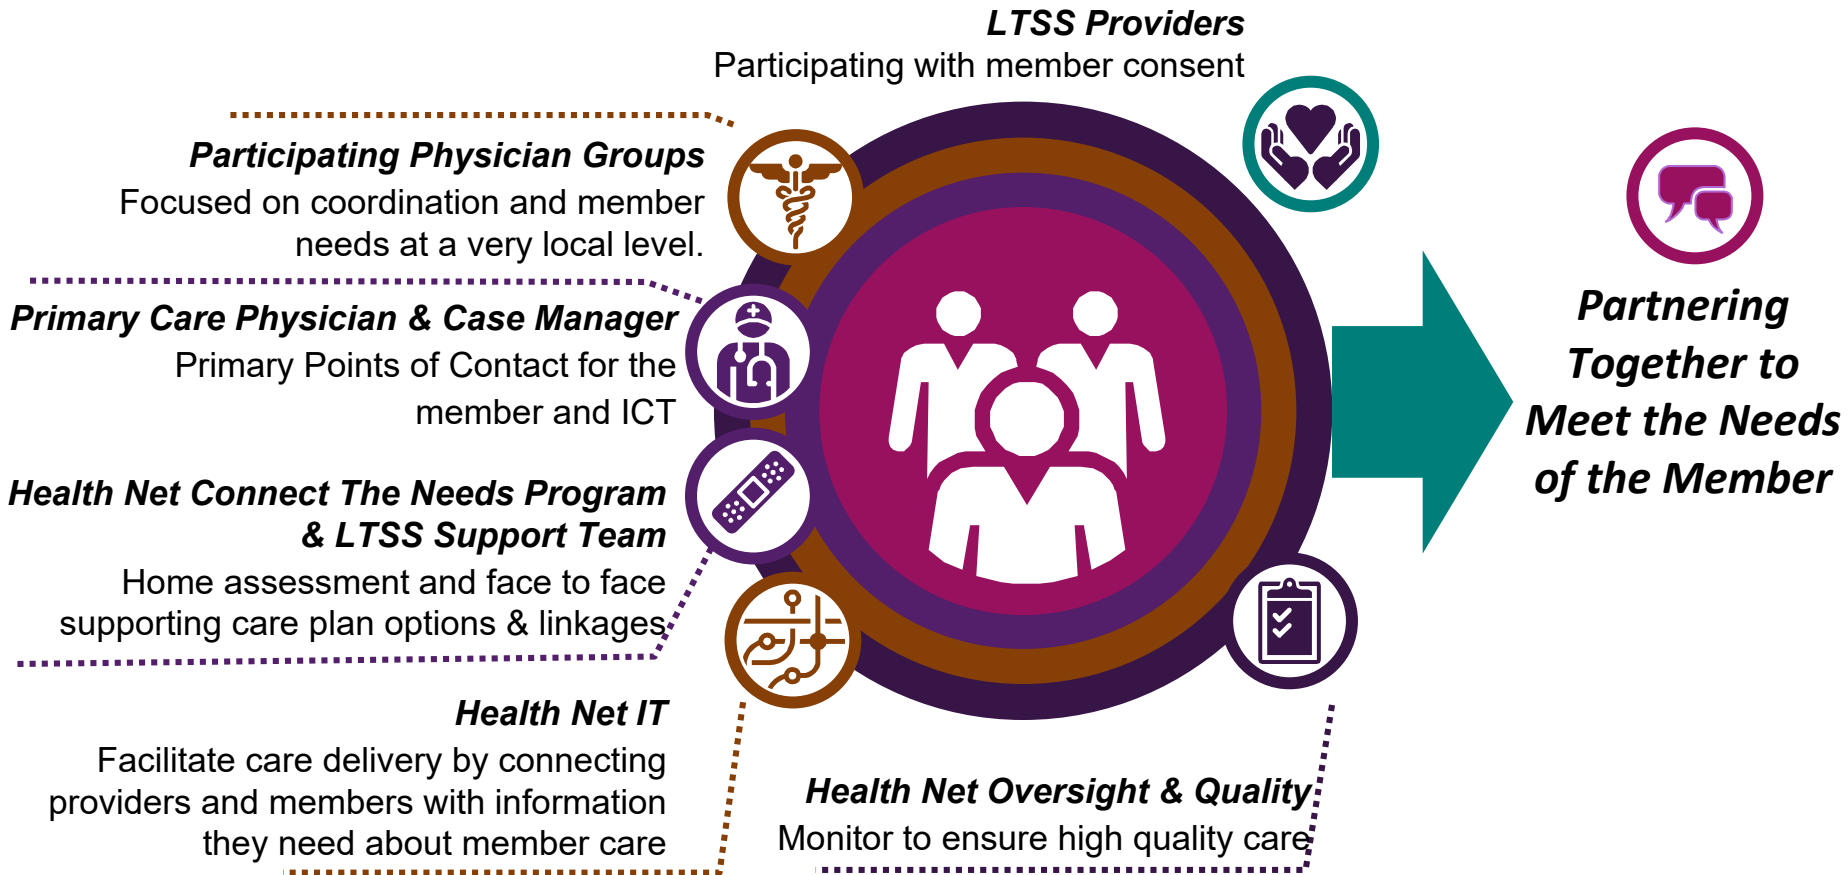 LTSS Providers
Participating with member consent
Participating Physician Groups
Focused on coordination and member
needs at a very local level.
Primary Care Physician & Case Manager
Primary Points of Contact for the
member and ICT
Health Net Connect The Needs Program
& LTSS Support Team
Home assessment and face to face
supporting care plan options & linkages
Health Net IT
Facilitate care delivery by connecting
providers and members with information
they need about member care
Health Net Oversight & Quality
Monitor to ensure high quality care
Partnering
Together to
Meet the Needs
of the Member